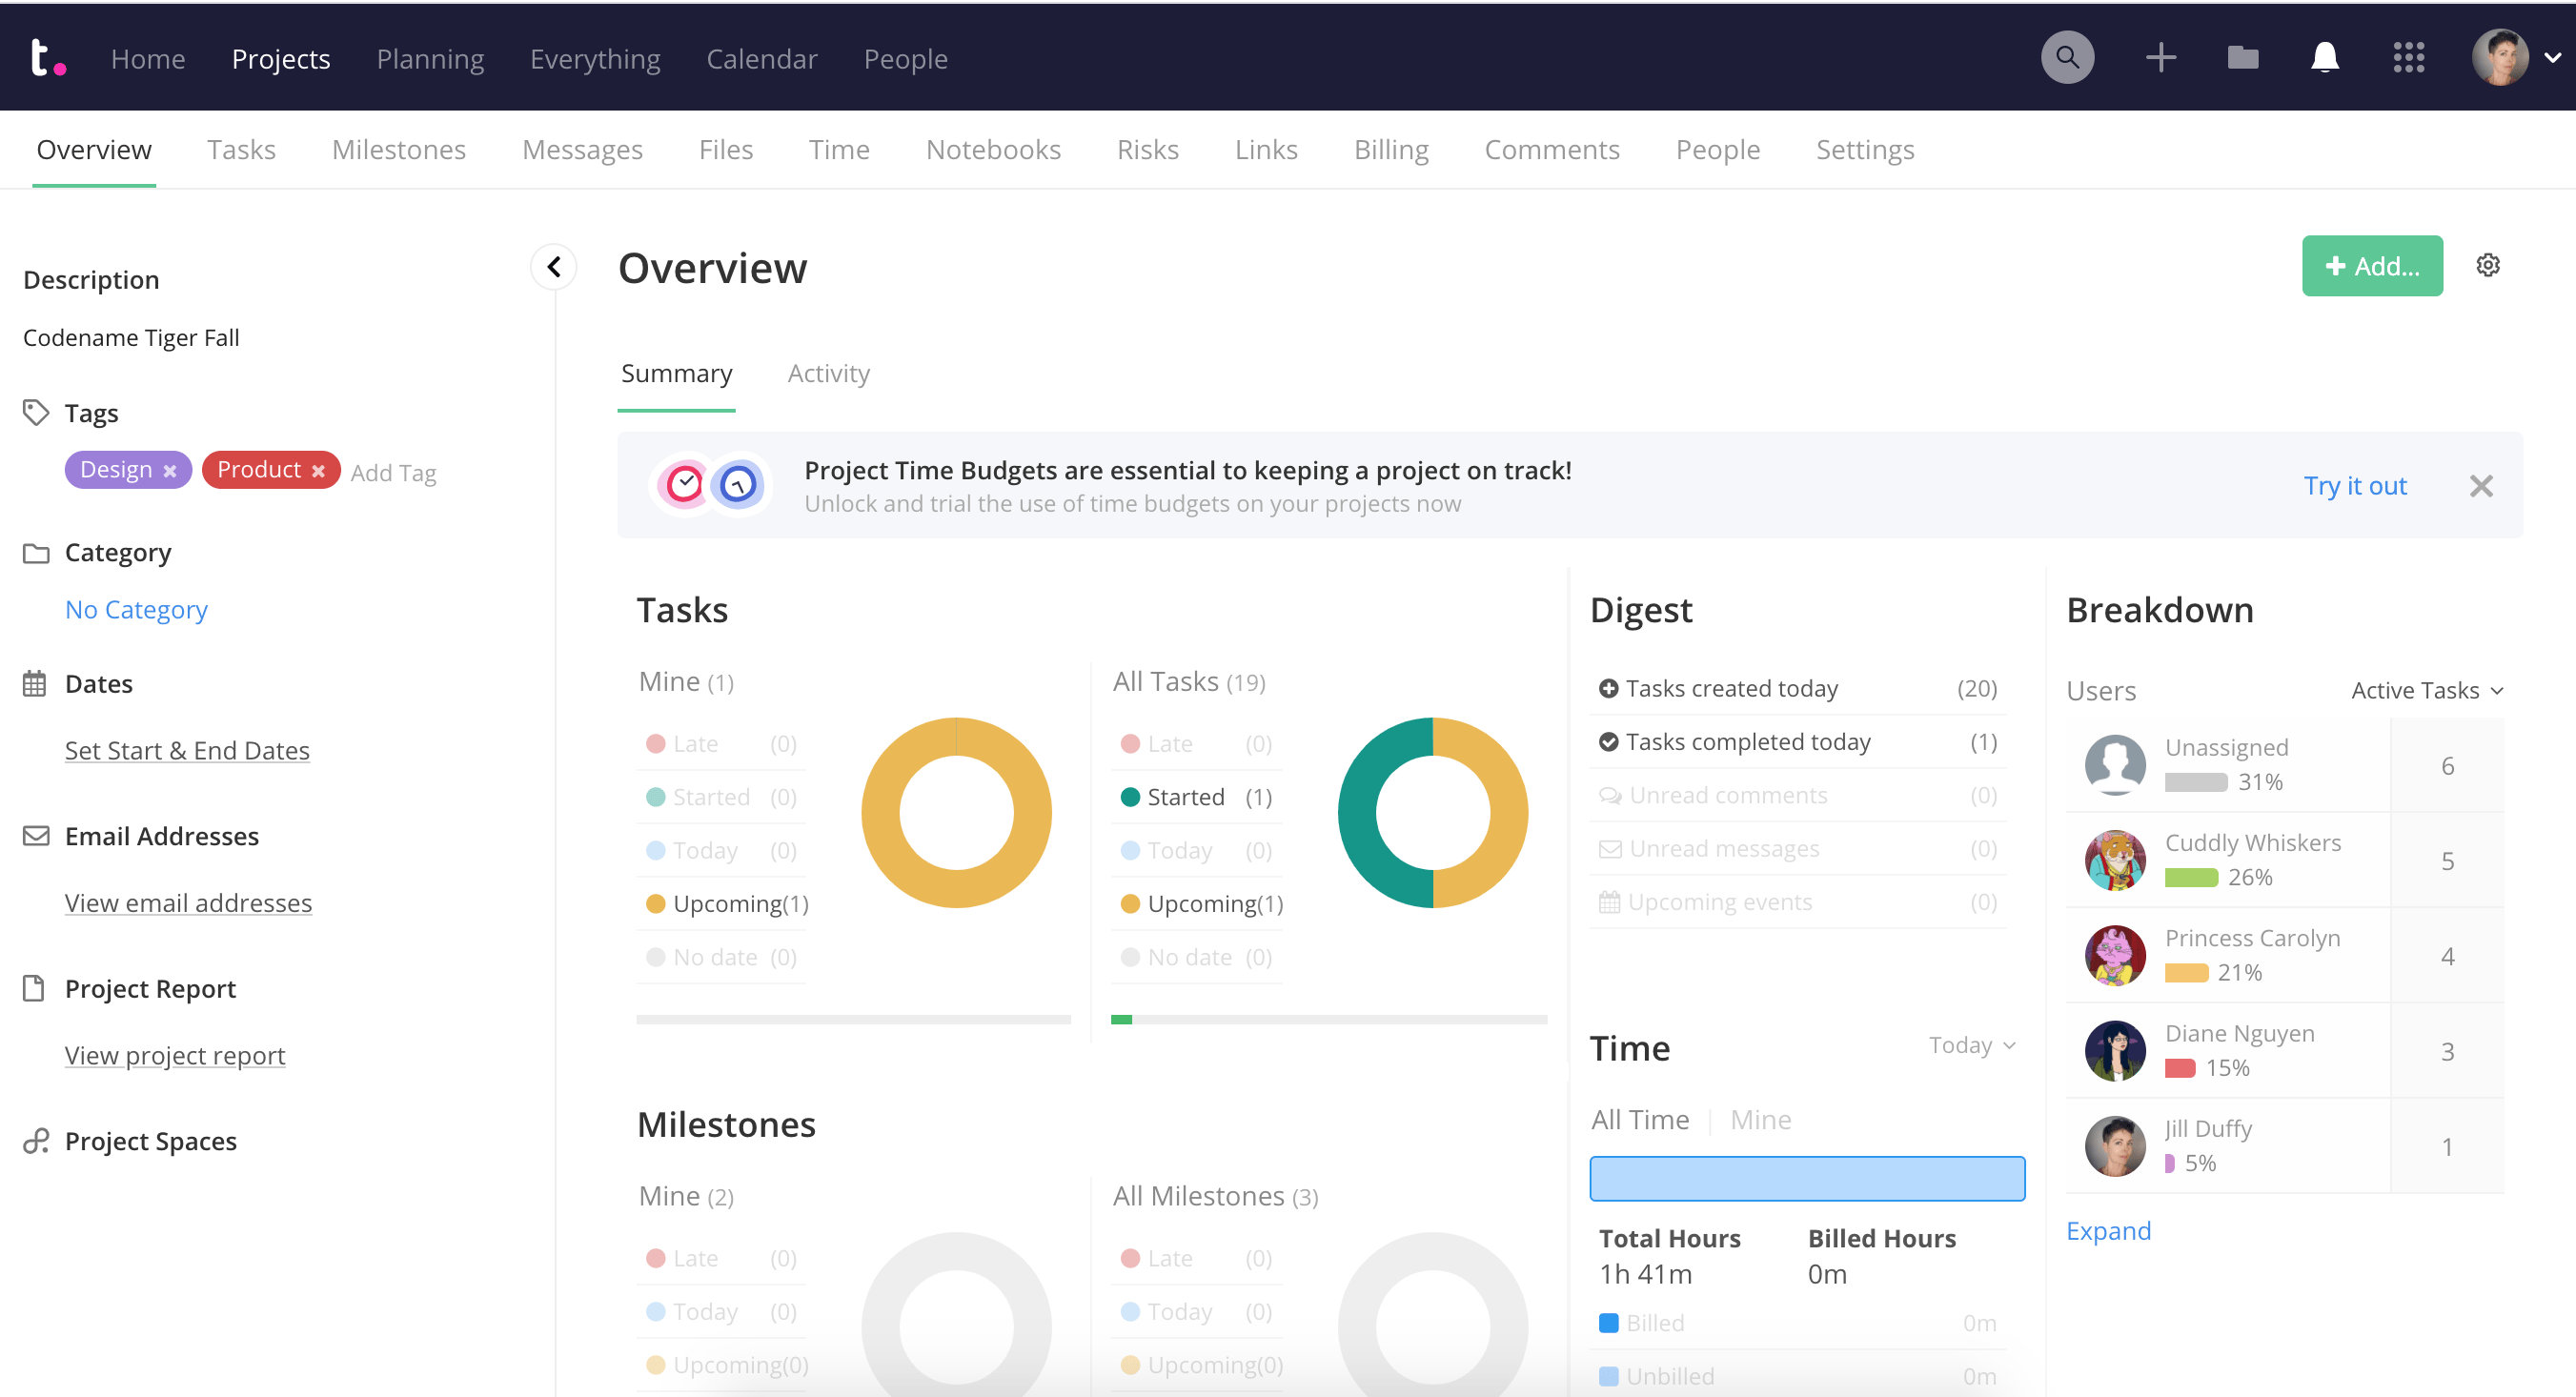 t.
Home Projects Planning Everything Calendar People
Overview Tasks Milestones Messages Files Time Notebooks Risks Links Billing Comments People Settings
Description
Codename Tiger Fall
Tags
Design Product Add Tag
Category
No Category
Dates
Set Start & End Dates
Email Addresses
View email addresses
Project Report
View project report
Project Spaces
Overview
Add...
Summary Activity
Project Time Budgets are essential to keeping a project on track!
Unlock and trial the use of time budgets on your projects now
Try it out
Tasks
Mine (1)
Late (0)
Started (0)
Today (0)
Upcoming(1)
No date (0)
All Tasks (19)
Late (0)
Started (1)
Today (0)
Upcoming(1)
No date (0)
Milestones
Mine (2)
Late (0)
Today (0)
Upcoming(0)
All Milestones (3)
Late (0)
Today (0)
Upcoming(0)
Digest
Tasks created today (20)
Tasks completed today (1)
Unread comments (0)
Unread messages (0)
Upcoming events (0)
Time Today
All Time Mine
Total Hours Billed Hours
1h 41m 0m
Billed 0m
Unbilled 0m
Breakdown
Users Active Tasks
Unassigned
31% 6
Cuddly Whiskers
26% 5
Princess Carolyn
21% 4
Diane Nguyen
15% 3
Jill Duffy
5% 1
Expand